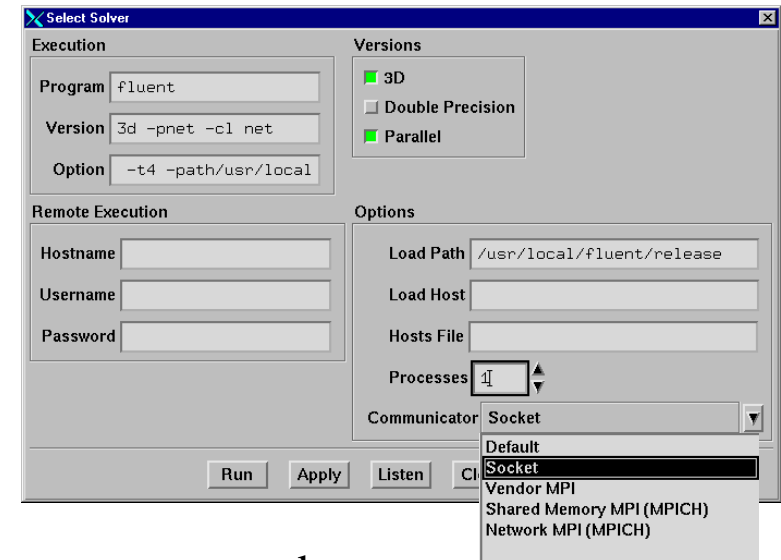 Select Solver
Execution
Program fluent
Version 3d -pnet -cl net
Option -t4 -path/usr/local
Versions
3D
Double Precision
Parallel
Remote Execution
Hostname
Username
Password
Options
Load Path /usr/local/fluent/release
Load Host
Hosts File
Processes 1
Communicator Socket
Default
Socket
Vendor MPI
Shared Memory MPI (MPICH)
Network MPI (MPICH)
Run Apply Listen Cl